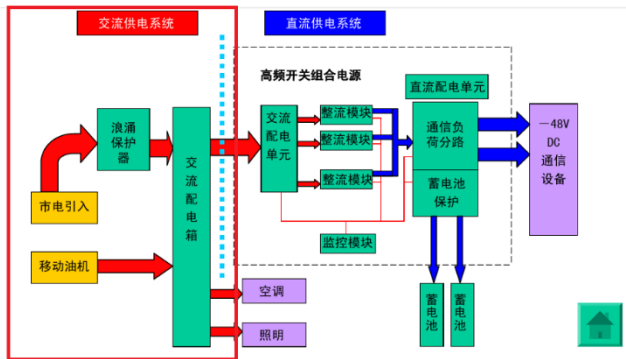 交流供电系统
直流供电系统
高频开关组合电源
直流配电单元
浪涌
保护
器
交流
配电
单元
整流模块
整流模块
整流模块
通信负
荷分路
—48V
DC
通信
设备
交
流
配
电
箱
市电引入
蓄电池
保护
移动油机
监控模块
空调
照明
蓄
电
池
蓄
电
池